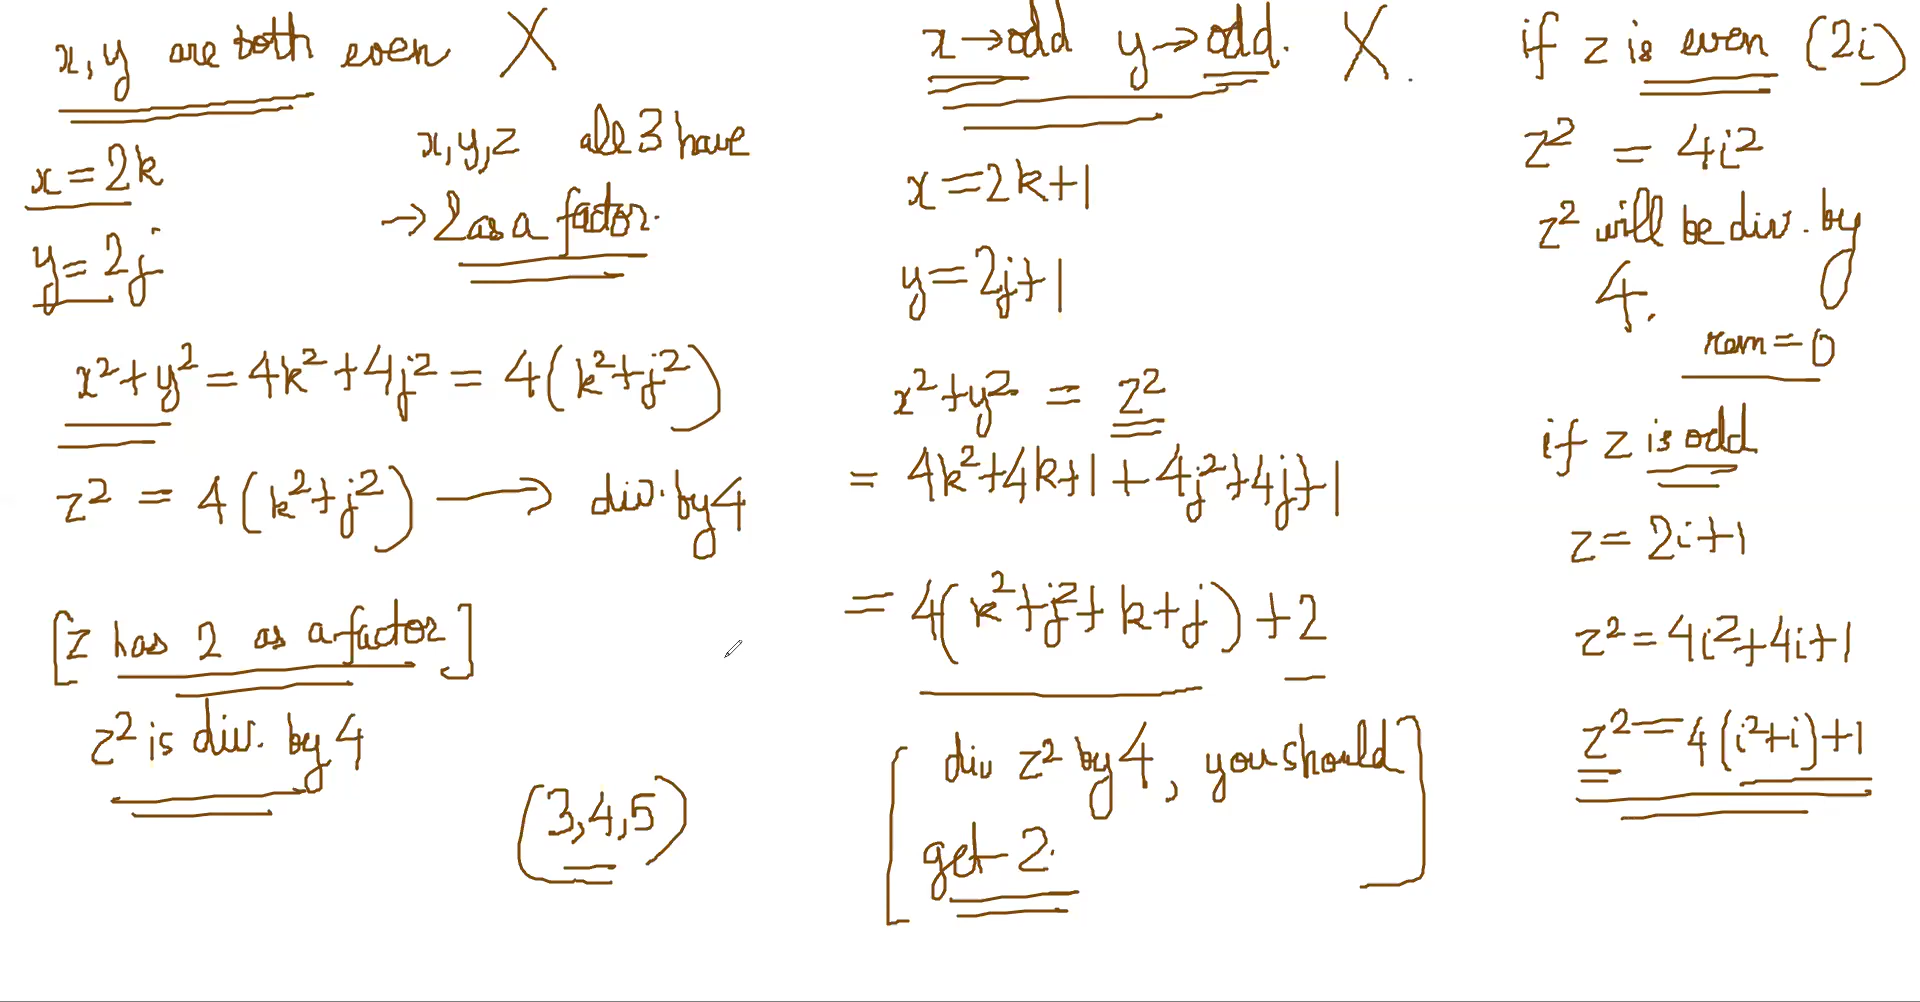 x, y are both even X
x, y, z all 3 have
→ 2 as a factor.
x = 2k
y = 2j
x² + y² = 4k² + 4j² = 4(k² + j²)
z² = 4(k² + j²) ⟶ div. by 4
[z has 2 as a factor]
z² is div. by 4
(3, 4, 5)
x → odd y → odd. X.
x = 2k + 1
y = 2j + 1
x² + y² = z²
= 4k² + 4k + 1 + 4j² + 4j + 1
= 4(k² + j² + k + j) + 2
[div z² by 4, you should
get 2.]
if z is even (2i)
z² = 4i²
z² will be div. by
4.
rem = 0
if z is odd
z = 2i + 1
z² = 4i² + 4i + 1
z² = 4(i² + i) + 1